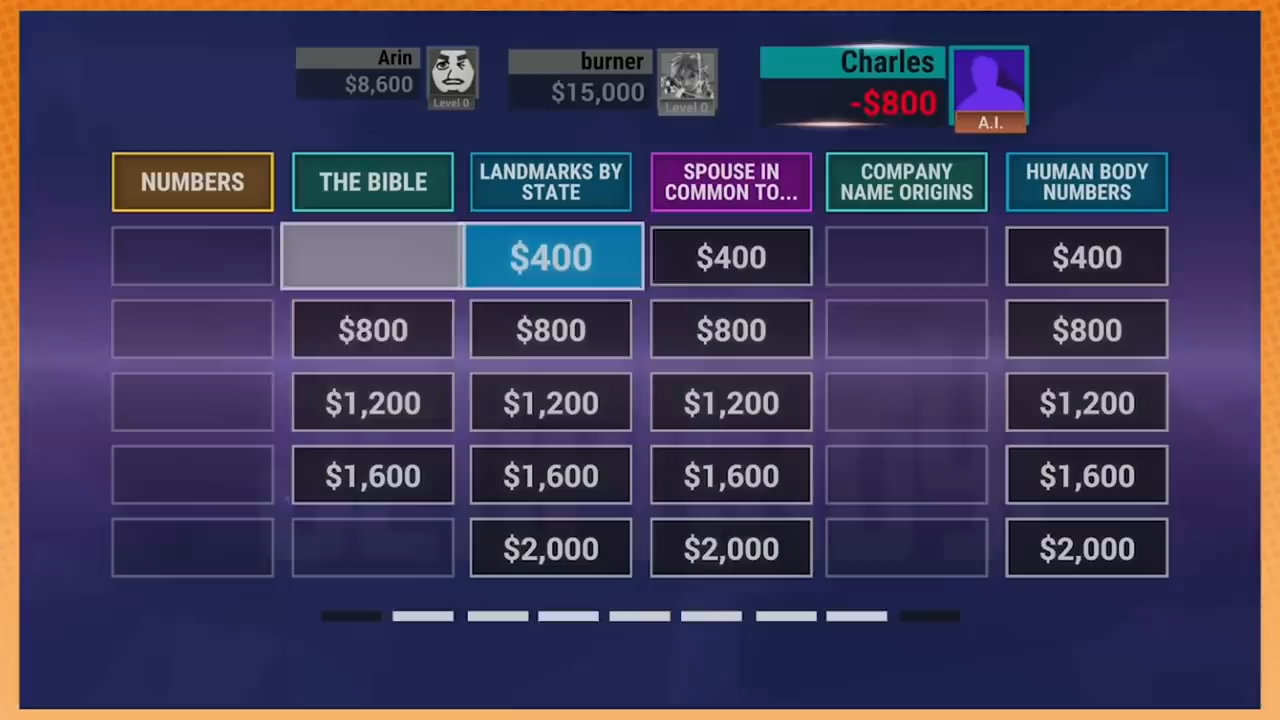 Arin
$8,600
Level 0
burner
$15,000
Level 0
Charles
-$800
A.I.
NUMBERS
THE BIBLE
LANDMARKS BY
STATE
SPOUSE IN
COMMON TO...
COMPANY
NAME ORIGINS
HUMAN BODY
NUMBERS
$400
$400
$400
$800
$800
$800
$800
$1,200
$1,200
$1,200
$1,200
$1,600
$1,600
$1,600
$1,600
$2,000
$2,000
$2,000